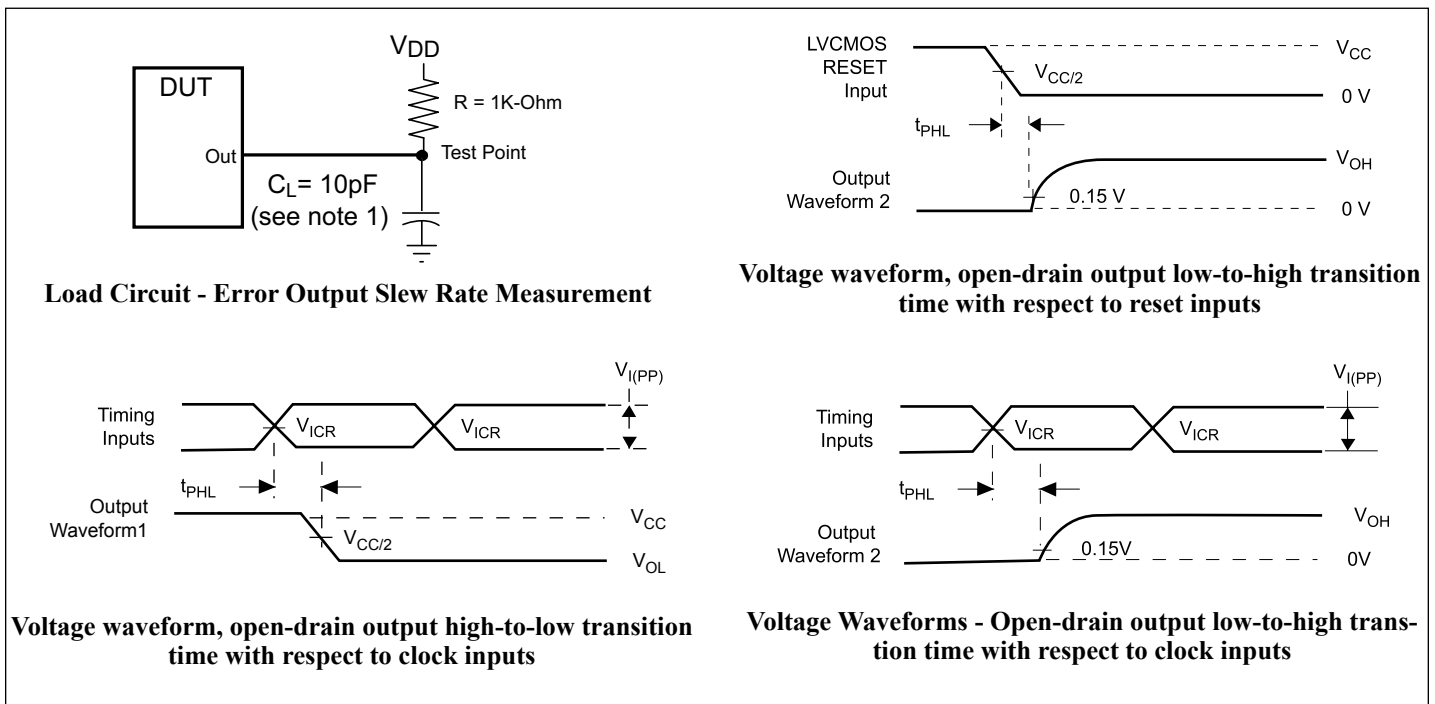 VDD
DUT
R = 1K-Ohm
Out
Test Point
CL= 10pF
(see note 1)
Load Circuit - Error Output Slew Rate Measurement
LVCMOS
RESET
Input
VCC
VCC/2
0 V
tPHL
Output
Waveform 2
VOH
0.15 V
0 V
Voltage waveform, open-drain output low-to-high transition
time with respect to reset inputs
VI(PP)
Timing
Inputs
VICR
VICR
tPHL
Output
Waveform1
VCC
VCC/2
VOL
Voltage waveform, open-drain output high-to-low transition
time with respect to clock inputs
VI(PP)
Timing
Inputs
VICR
VICR
tPHL
Output
Waveform 2
VOH
0.15V
0V
Voltage Waveforms - Open-drain output low-to-high trans-
tion time with respect to clock inputs